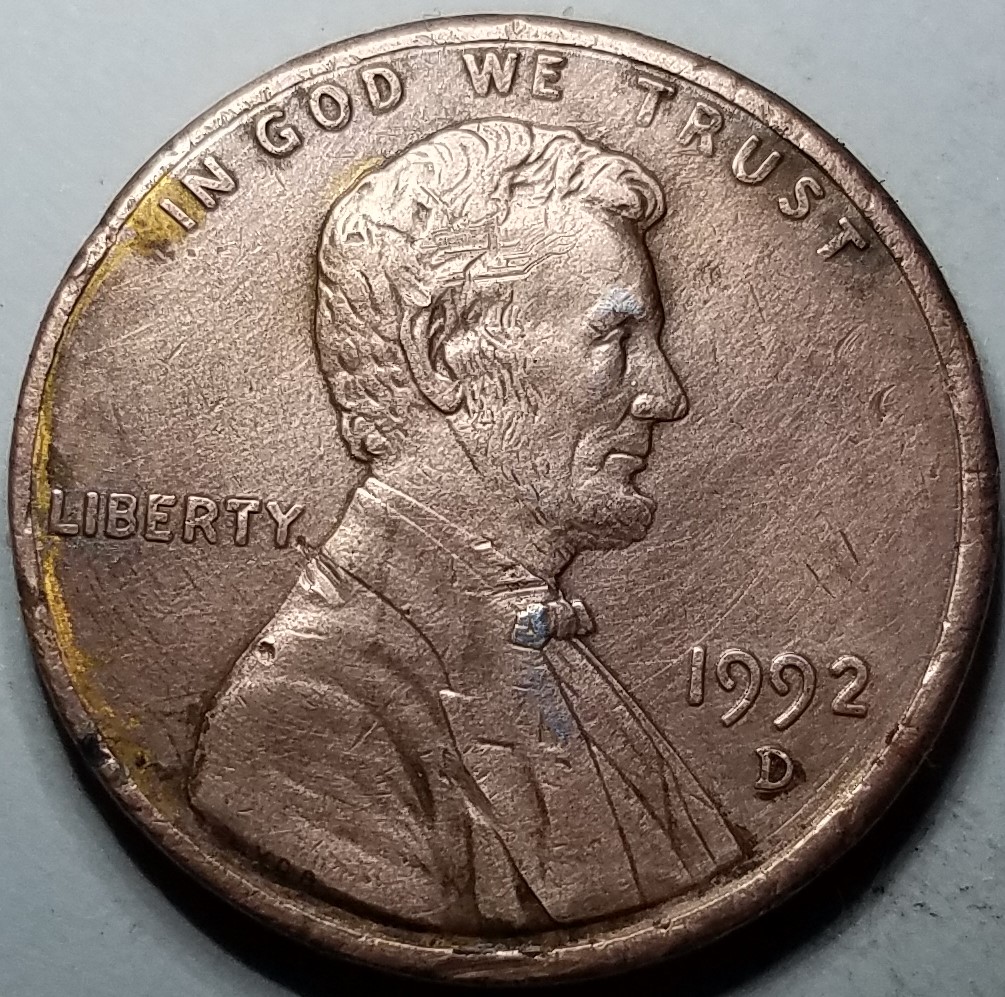 IN GOD WE TRUST
LIBERTY
1992
D